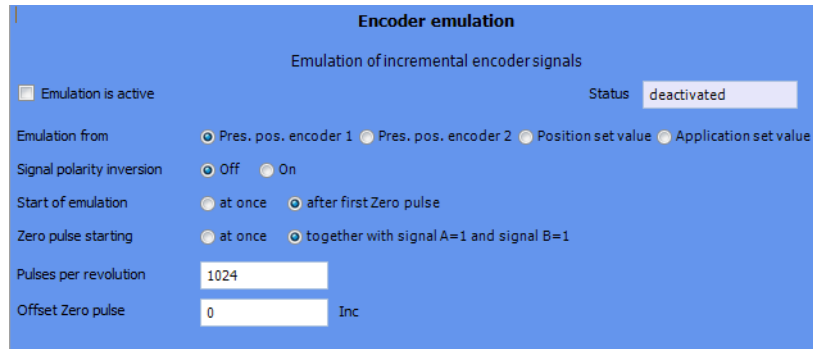 Encoder emulation
Emulation of incremental encoder signals
Emulation is active Status deactivated
Emulation from Pres. pos. encoder 1 Pres. pos. encoder 2 Position set value Application set value
Signal polarity inversion Off On
Start of emulation at once after first Zero pulse
Zero pulse starting at once together with signal A=1 and signal B=1
Pulses per revolution 1024
Offset Zero pulse 0 Inc